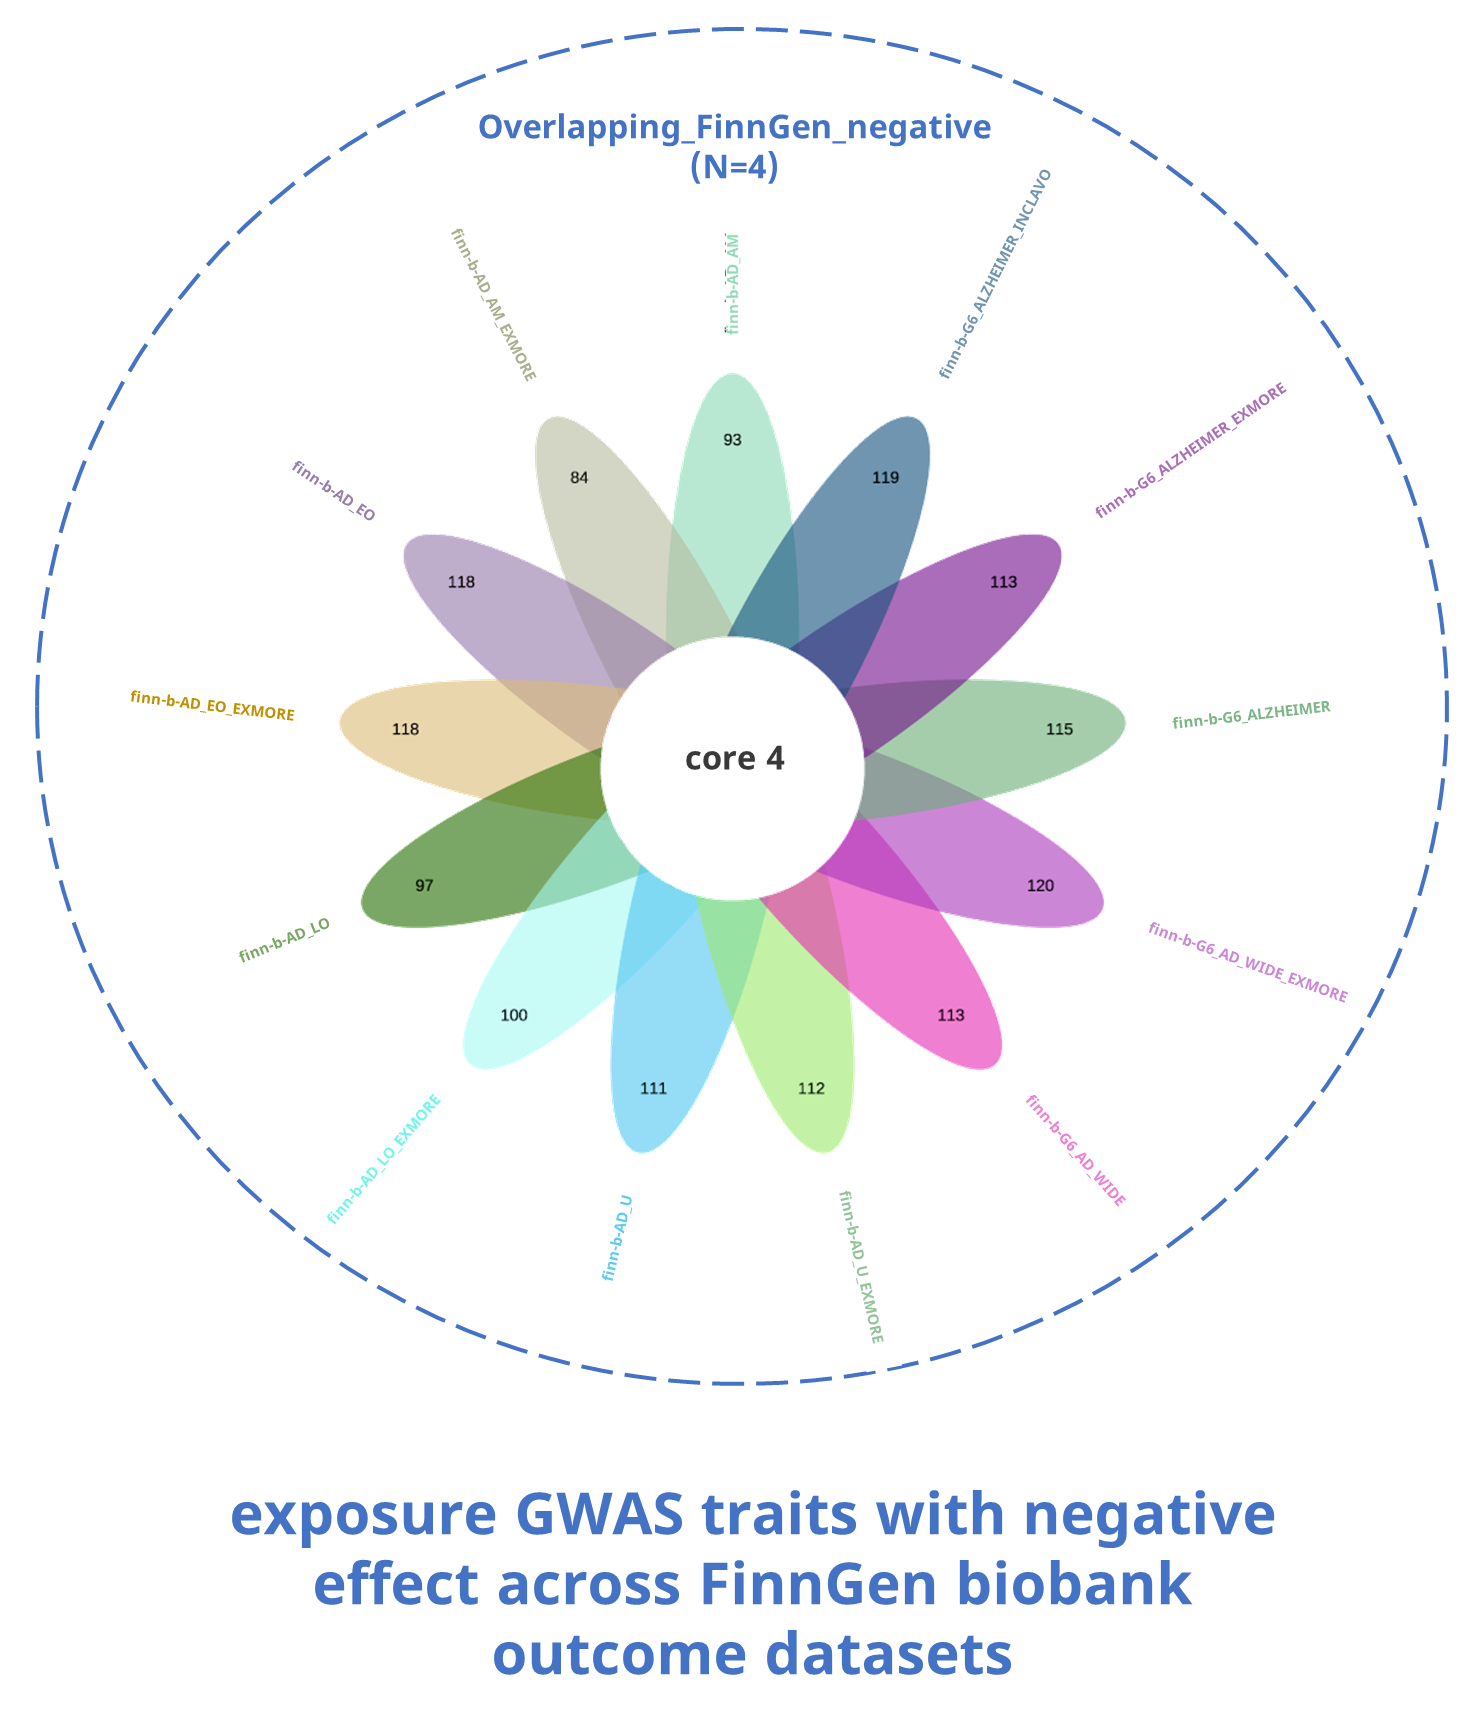 Overlapping_FinnGen_negative
(N=4)
finn-b-AD_AM
finn-b-G6_ALZHEIMER_INCLAVO
finn-b-G6_ALZHEIMER_EXMORE
finn-b-G6_ALZHEIMER
finn-b-G6_AD_WIDE_EXMORE
finn-b-G6_AD_WIDE
finn-b-AD_U_EXMORE
finn-b-AD_U
finn-b-AD_LO_EXMORE
finn-b-AD_LO
finn-b-AD_EO_EXMORE
finn-b-AD_EO
finn-b-AD_AM_EXMORE
93
119
113
115
120
113
112
111
100
97
118
118
84
core 4
exposure GWAS traits with negative
effect across FinnGen biobank
outcome datasets